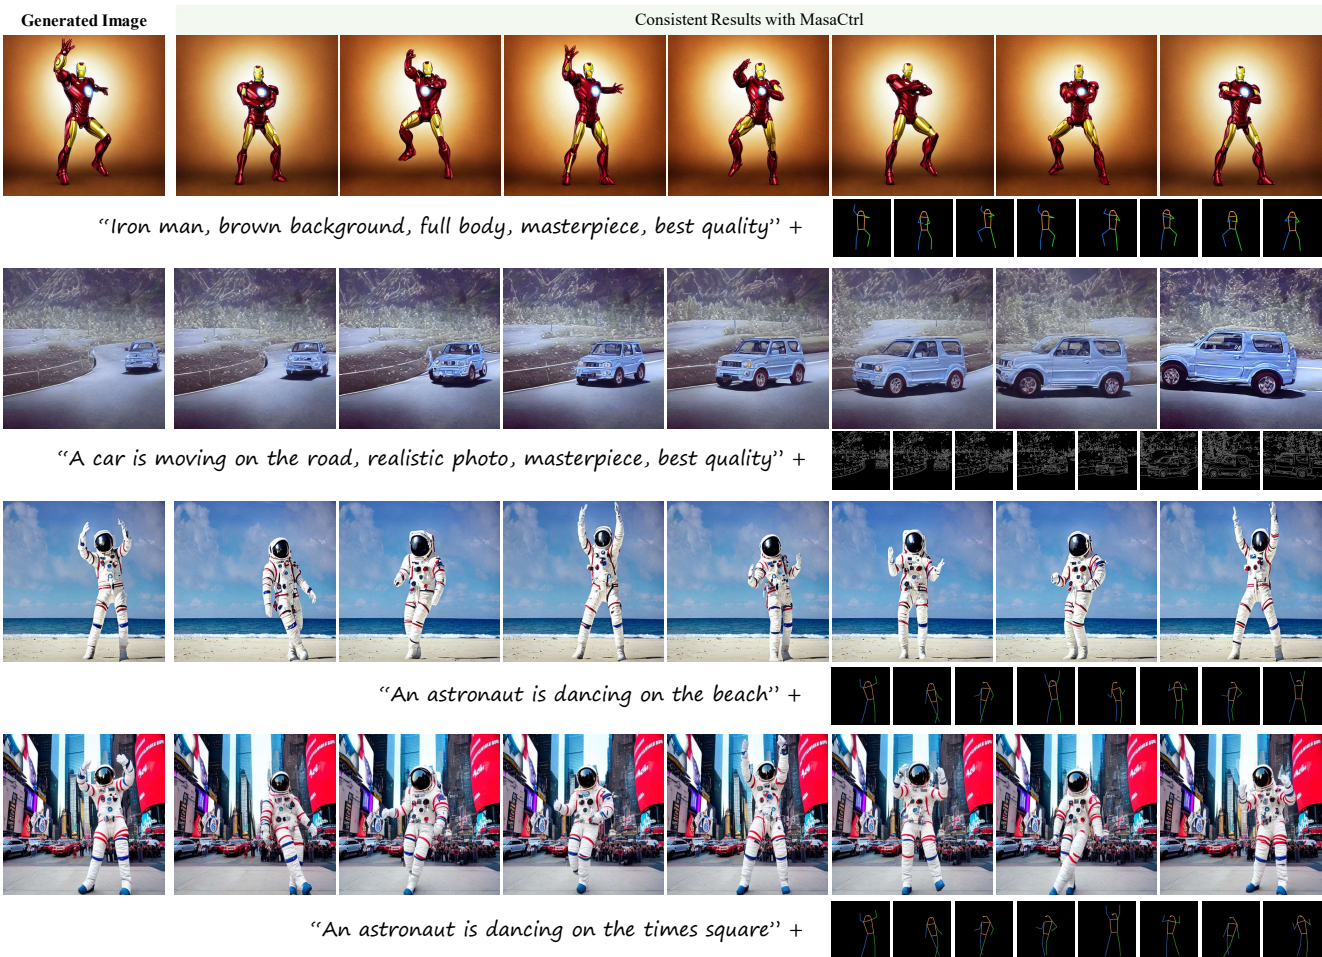 Generated Image
Consistent Results with MasaCtrl
“Iron man, brown background, full body, masterpiece, best quality” +
“A car is moving on the road, realistic photo, masterpiece, best quality” +
“An astronaut is dancing on the beach” +
“An astronaut is dancing on the times square” +